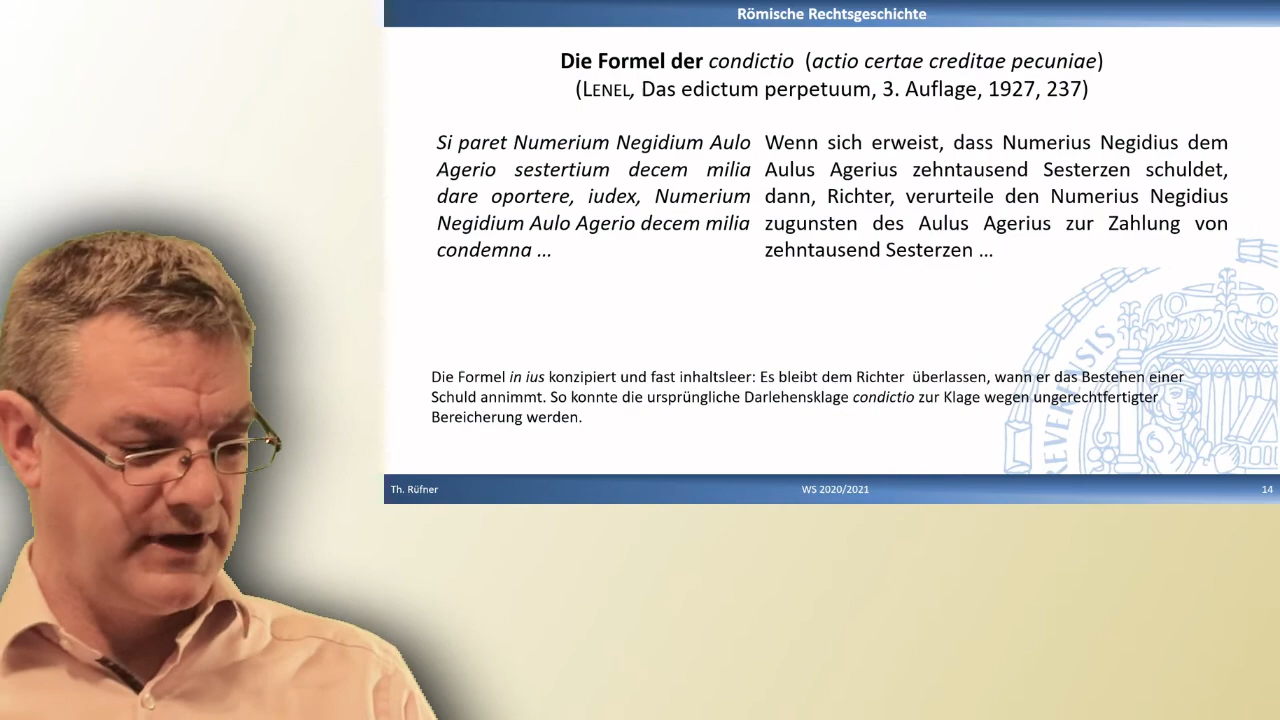 Römische Rechtsgeschichte
Die Formel der condictio (actio certae creditae pecuniae)
(LENEL, Das edictum perpetuum, 3. Auflage, 1927, 237)
Si paret Numerium Negidium Aulo
Agerio sestertium decem milia
dare oportere, iudex, Numerium
Negidium Aulo Agerio decem milia
condemna ...
Wenn sich erweist, dass Numerius Negidius dem
Aulus Agerius zehntausend Sesterzen schuldet,
dann, Richter, verurteile den Numerius Negidius
zugunsten des Aulus Agerius zur Zahlung von
zehntausend Sesterzen ...
Die Formel in ius konzipiert und fast inhaltsleer: Es bleibt dem Richter überlassen, wann er das Bestehen einer
Schuld annimmt. So konnte die ursprüngliche Darlehensklage condictio zur Klage wegen ungerechtfertigter
Bereicherung werden.
REVERENSIS
Th. Rüfner
WS 2020/2021
14